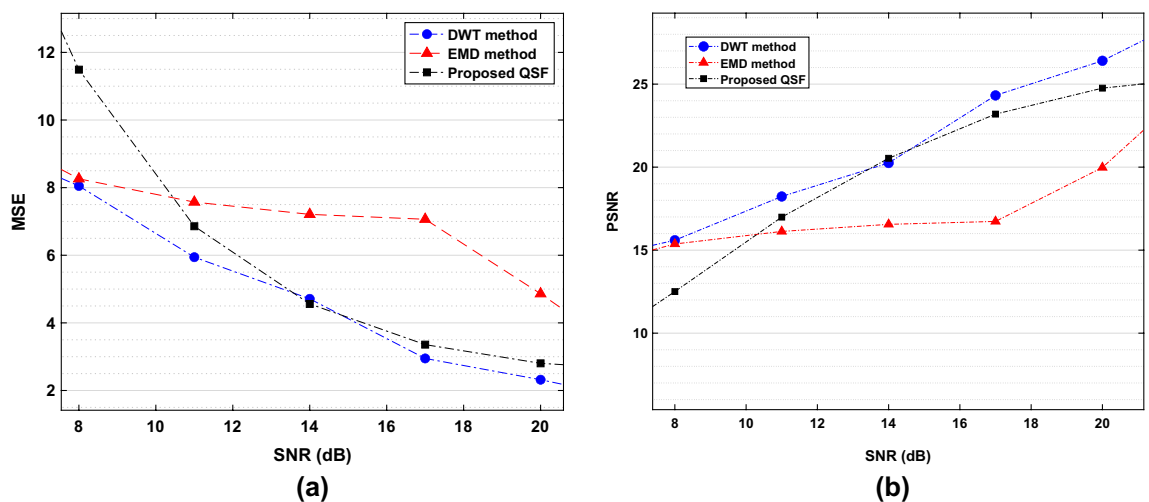 12
10
8
6
4
2
MSE
DWT method
EMD method
Proposed QSF
8 10 12 14 16 18 20
SNR (dB)
(a)
25
20
15
10
PSNR
DWT method
EMD method
Proposed QSF
8 10 12 14 16 18 20
SNR (dB)
(b)